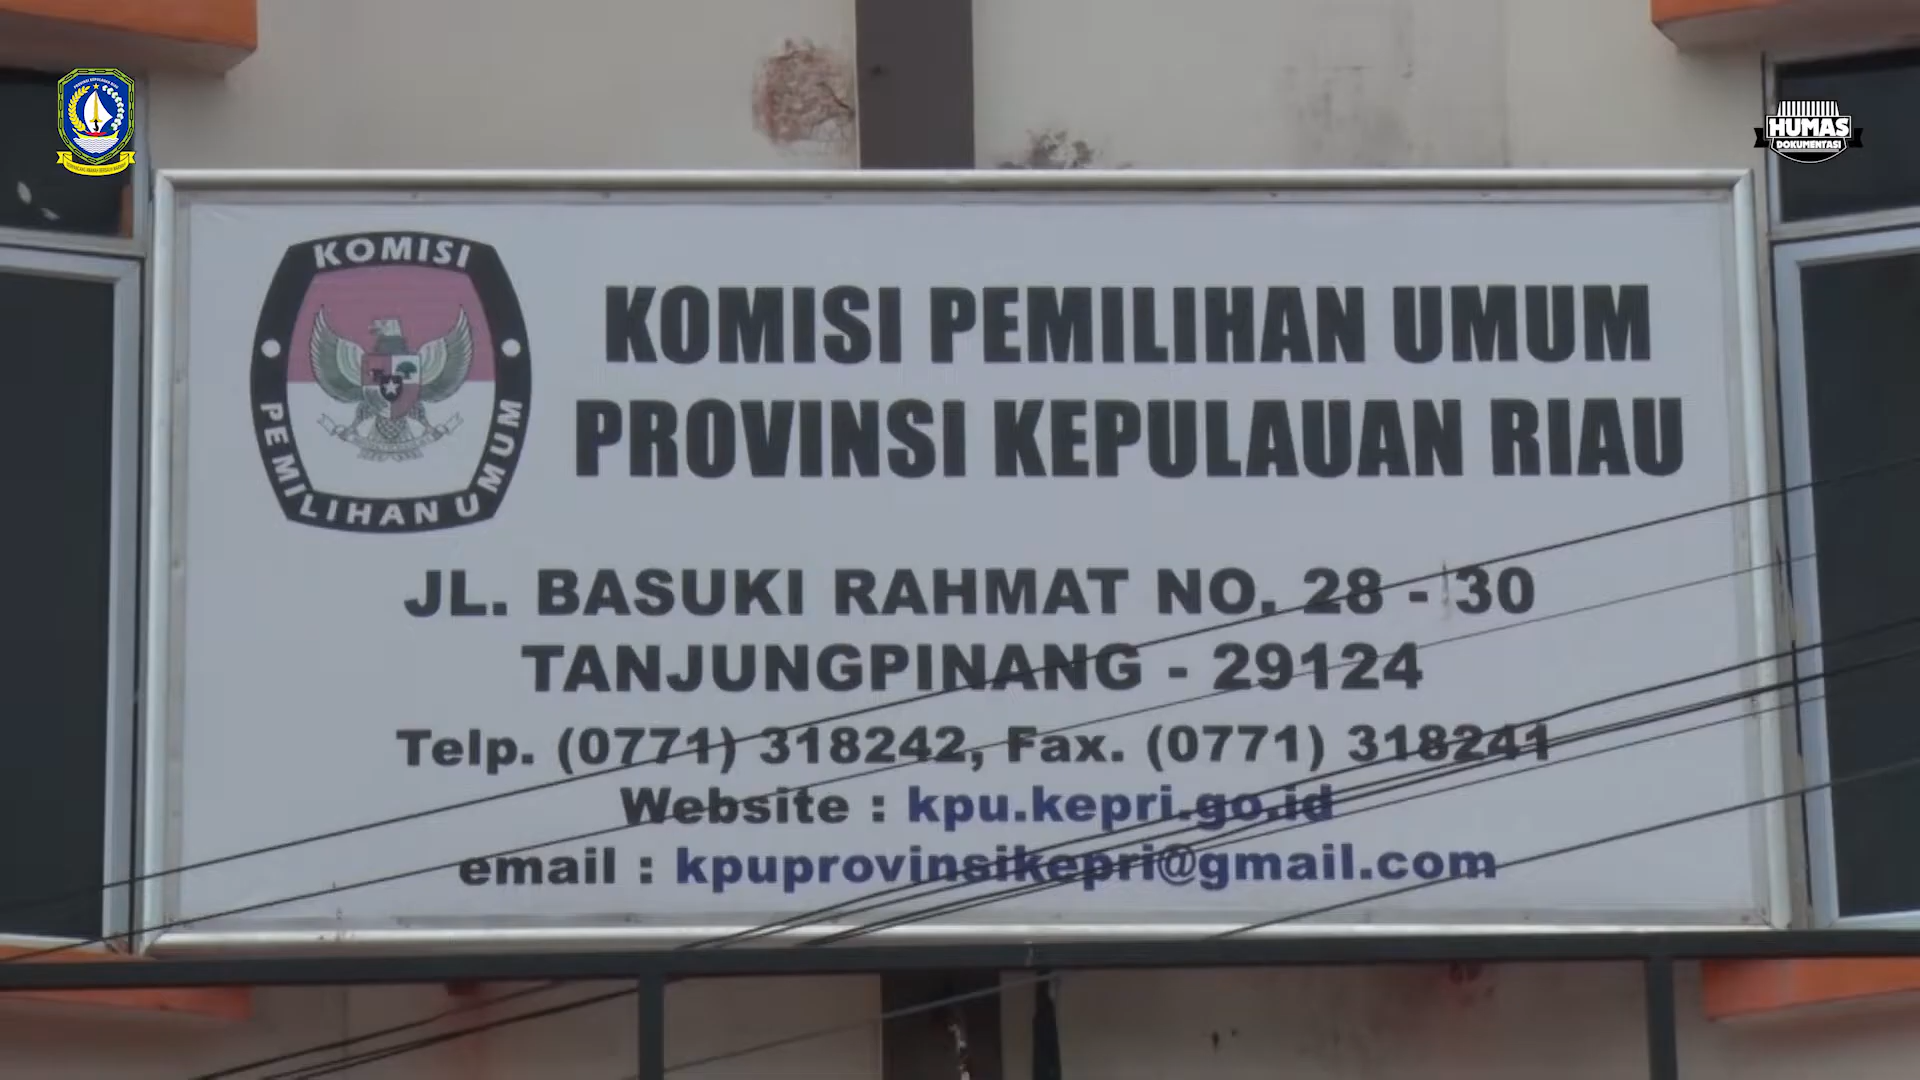 HUMAS
DOKUMENTASI
KOMISI
PEMILIHAN UMUM
KOMISI PEMILIHAN UMUM
PROVINSI KEPULAUAN RIAU
JL. BASUKI RAHMAT NO. 28 - 30
TANJUNGPINANG - 29124
Telp. (0771) 318242, Fax. (0771) 318241
Website : kpu.kepri.go.id
email : kpuprovinsikepri@gmail.com